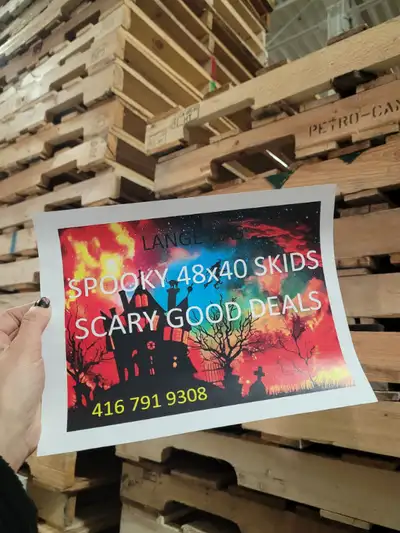 PETRO-CAN
LANGE
SPOOKY 48x40 SKIDS
SCARY GOOD DEALS
416 791 9308